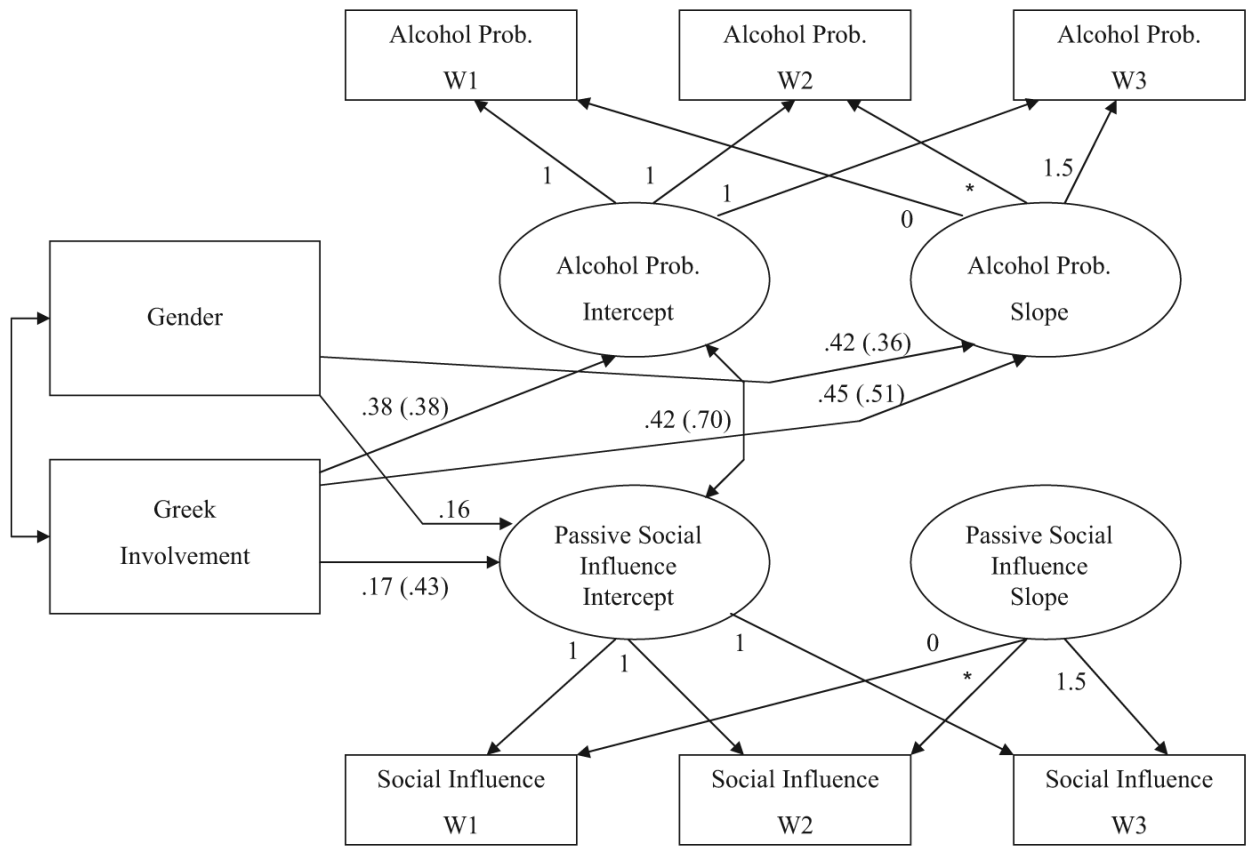 Alcohol Prob.
W1
Alcohol Prob.
W2
Alcohol Prob.
W3
1
1
1
0
*
1.5
Alcohol Prob.
Intercept
Alcohol Prob.
Slope
Gender
.42 (.36)
.38 (.38)
.42 (.70)
.45 (.51)
Greek
Involvement
.16
.17 (.43)
Passive Social
Influence
Intercept
Passive Social
Influence
Slope
1
1
1
0
*
1.5
Social Influence
W1
Social Influence
W2
Social Influence
W3